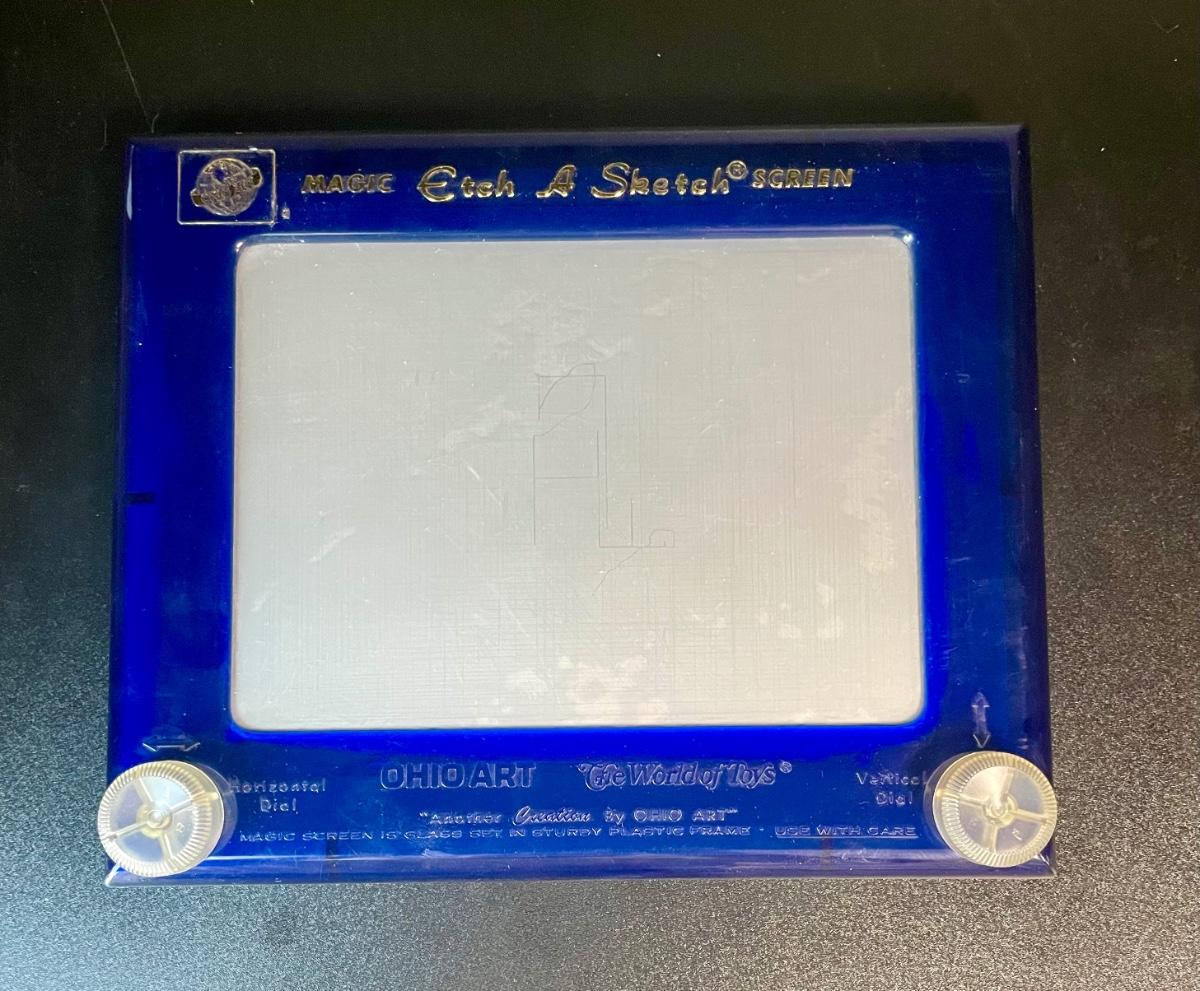 MAGIC Etch A Sketch® SCREEN
OHIO ART "The World of Toys"®
Horizontal Dial
Vertical Dial
"Another Creation by OHIO ART"
MAGIC SCREEN IS GLASS SET IN STURDY PLASTIC FRAME · USE WITH CARE